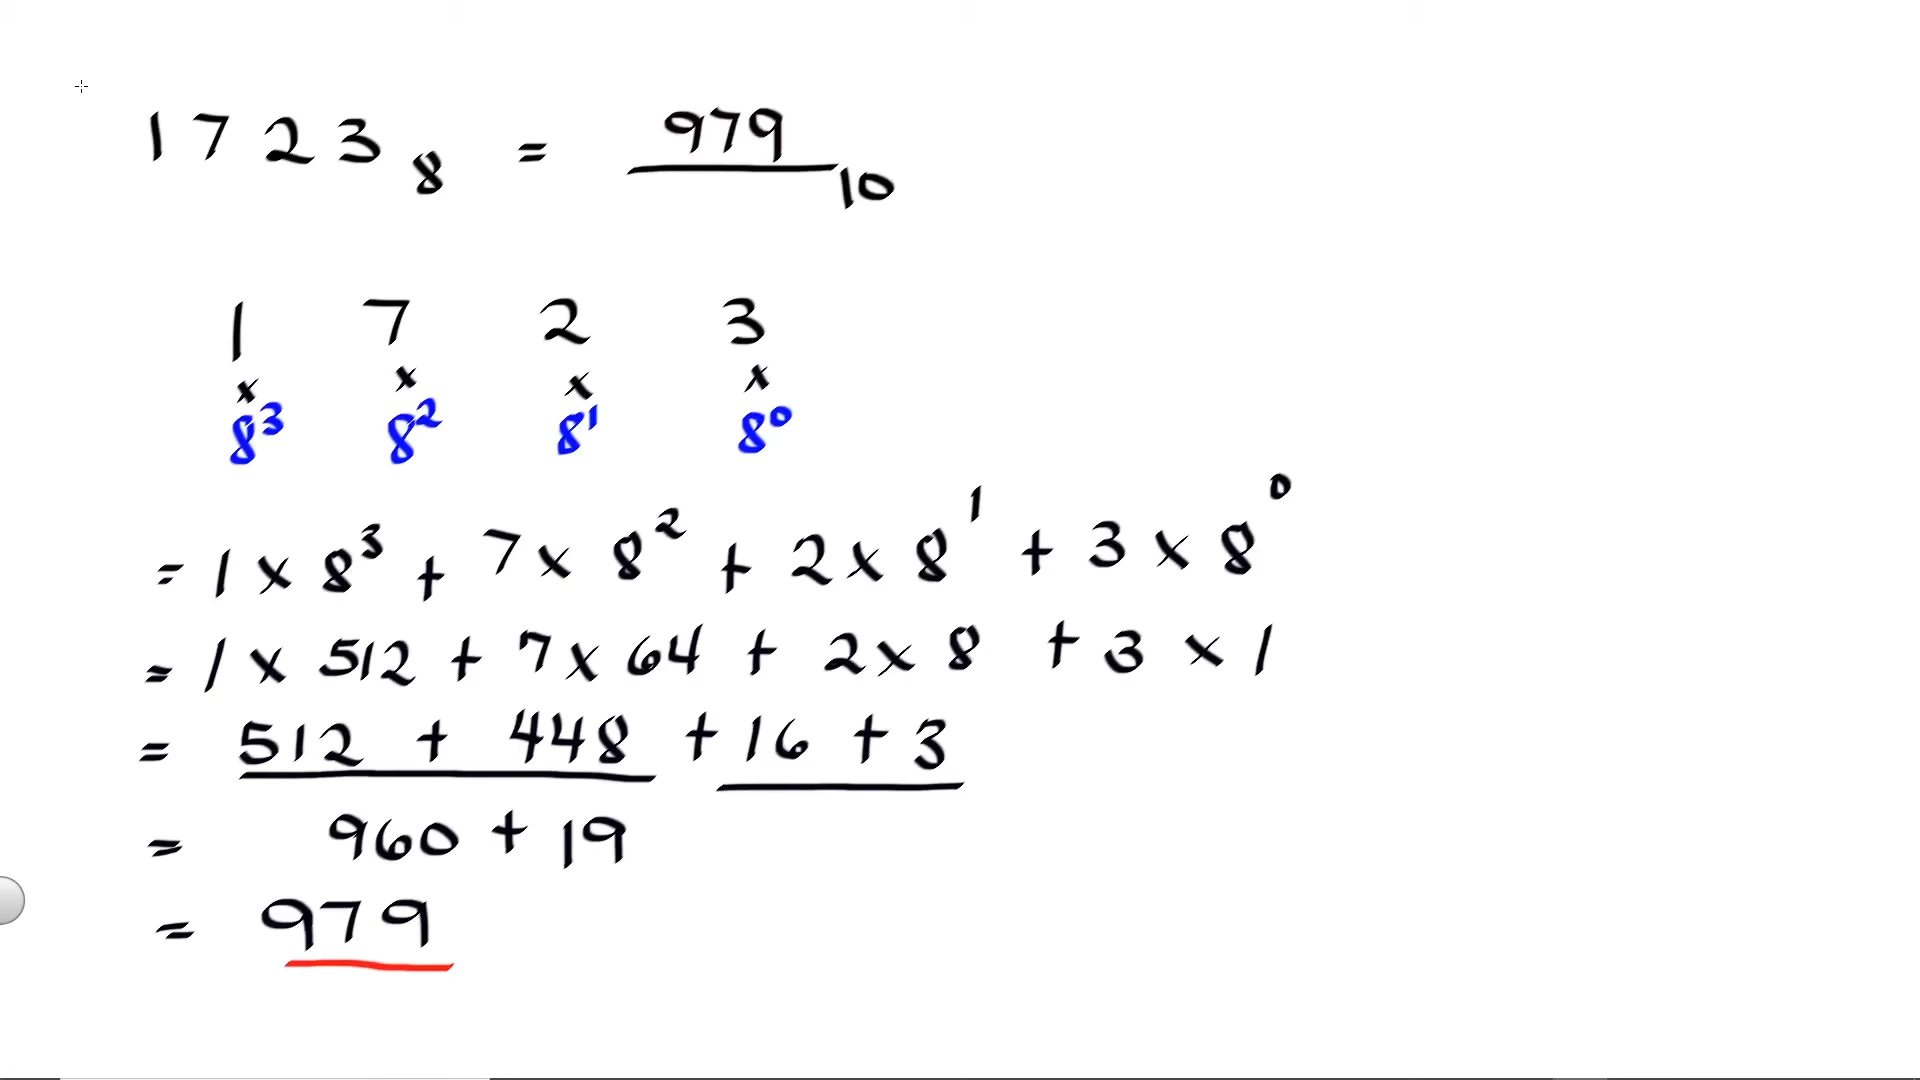 1723₈ = 979₁₀
1 7 2 3
x x x x
8³ 8² 8¹ 8⁰
= 1 x 8³ + 7 x 8² + 2 x 8¹ + 3 x 8⁰
= 1 x 512 + 7 x 64 + 2 x 8 + 3 x 1
= 512 + 448 + 16 + 3
= 960 + 19
= 979